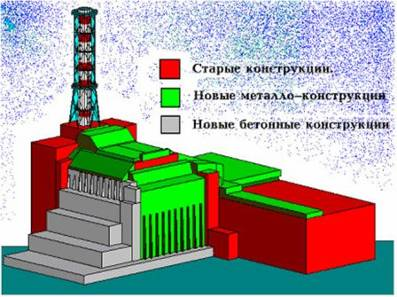 Старые конструкции.
Новые металло-конструкции
Новые бетонные конструкции